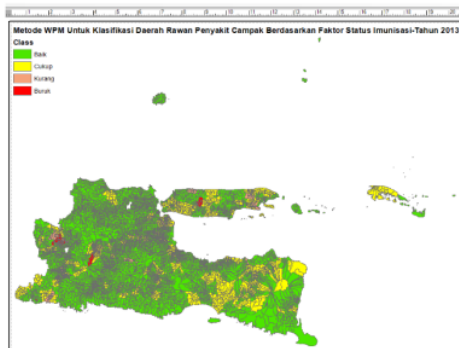 Metode WPM Untuk Klasifikasi Daerah Rawan Penyakit Campak Berdasarkan Faktor Status Imunisasi-Tahun 2013
Class
Baik
Cukup
Kurang
Buruk